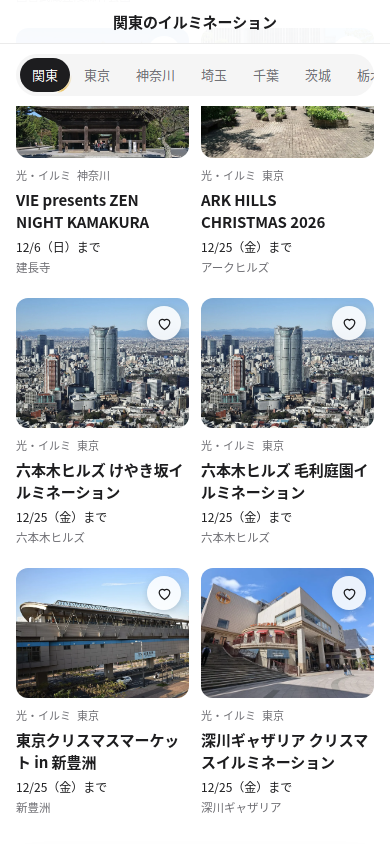 関東のイルミネーション
関東 東京 神奈川 埼玉 千葉 茨城
光・イルミ 神奈川
VIE presents ZEN
NIGHT KAMAKURA
12/6（日）まで
建長寺
光・イルミ 東京
ARK HILLS
CHRISTMAS 2026
12/25（金）まで
アークヒルズ
光・イルミ 東京
六本木ヒルズ けやき坂イ
ルミネーション
12/25（金）まで
六本木ヒルズ
光・イルミ 東京
六本木ヒルズ 毛利庭園イ
ルミネーション
12/25（金）まで
六本木ヒルズ
光・イルミ 東京
東京クリスマスマーケッ
ト in 新豊洲
12/25（金）まで
新豊洲
光・イルミ 東京
深川ギャザリア クリスマ
スイルミネーション
12/25（金）まで
深川ギャザリア